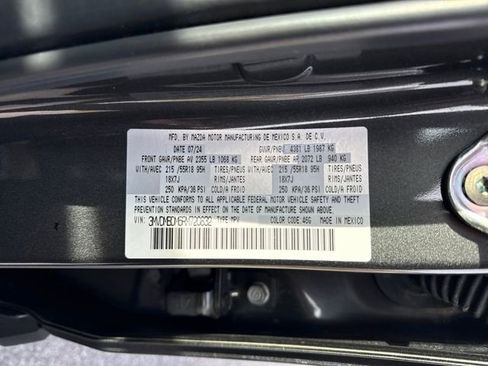 MFD. BY MAZDA MOTOR MANUFACTURING DE MEXICO S.A. DE C.V.
DATE 07/24 GVWR/PNBV 4361 LB 1987 KG
FRONT GAWR/PNBE AV 2355 LB 1068 KG REAR GAWR/PNBE AR 2072 LB 940 KG
WITH/AVEC 215 /55R18 95H TIRES/PNEUS WITH/AVEC 215 /55R18 95H TIRES/PNEUS
18X7J RIMS/JANTES 18X7J RIMS/JANTES
250 KPA/36 PSI COLD/A FROID 250 KPA/36 PSI COLD/A FROID
THIS VEHICLE CONFORMS TO ALL APPLICABLE FEDERAL MOTOR VEHICLE SAFETY AND THEFT
PREVENTION STANDARDS IN EFFECT ON THE DATE OF MANUFACTURE SHOWN ABOVE.
VIN: TYPE MPV COLOR CODE 46G MADE IN MEXICO